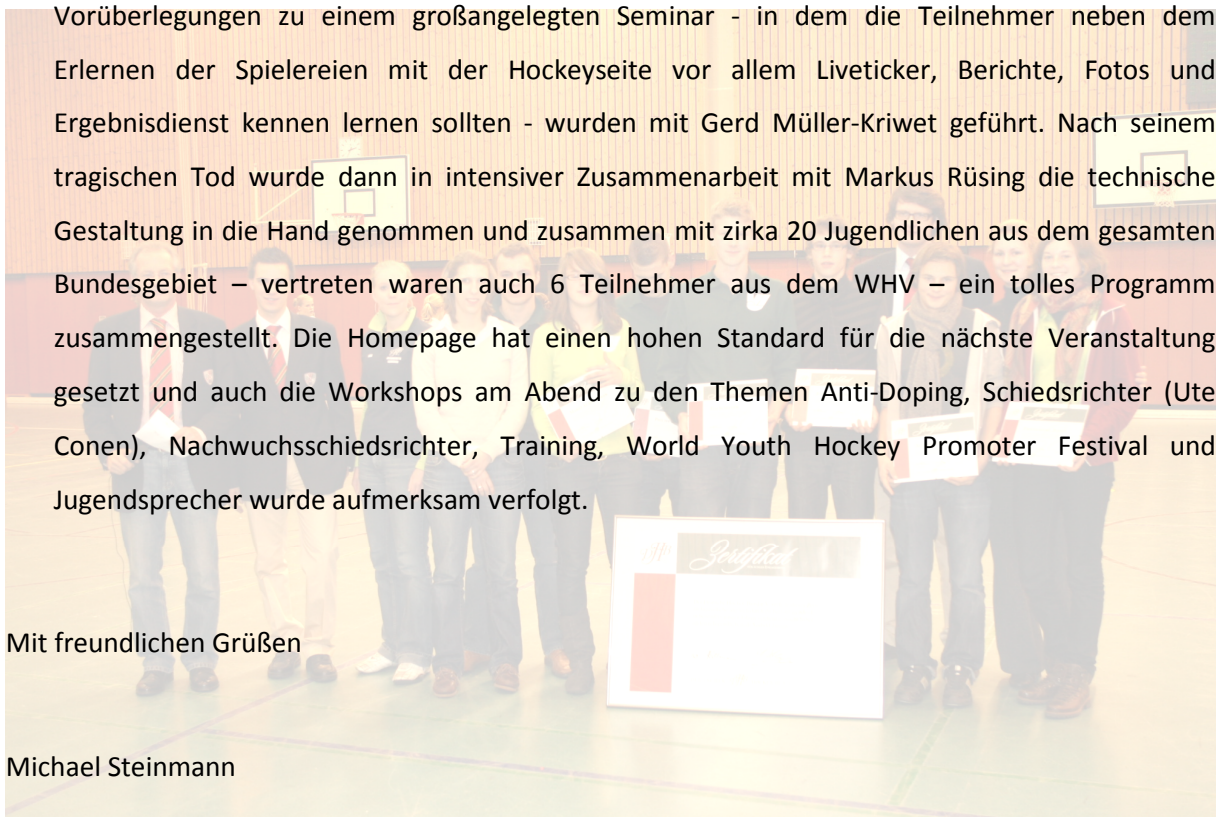 Vorüberlegungen zu einem großangelegten Seminar - in dem die Teilnehmer neben dem
Erlernen der Spielereien mit der Hockeyseite vor allem Liveticker, Berichte, Fotos und
Ergebnisdienst kennen lernen sollten - wurden mit Gerd Müller-Kriwet geführt. Nach seinem
tragischen Tod wurde dann in intensiver Zusammenarbeit mit Markus Rüsing die technische
Gestaltung in die Hand genommen und zusammen mit zirka 20 Jugendlichen aus dem gesamten
Bundesgebiet – vertreten waren auch 6 Teilnehmer aus dem WHV – ein tolles Programm
zusammengestellt. Die Homepage hat einen hohen Standard für die nächste Veranstaltung
gesetzt und auch die Workshops am Abend zu den Themen Anti-Doping, Schiedsrichter (Ute
Conen), Nachwuchsschiedsrichter, Training, World Youth Hockey Promoter Festival und
Jugendsprecher wurde aufmerksam verfolgt.
Zertifikat
Mit freundlichen Grüßen
Michael Steinmann